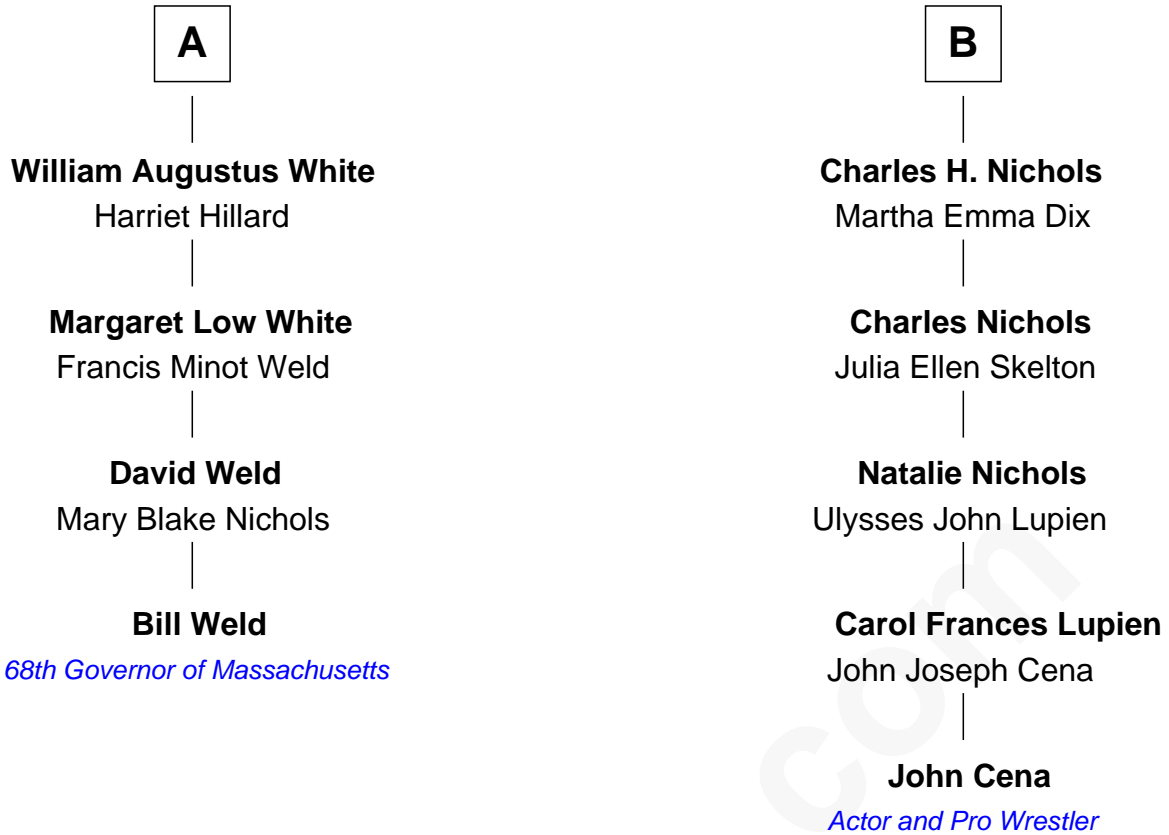 A
William Augustus White
Harriet Hillard
Margaret Low White
Francis Minot Weld
David Weld
Mary Blake Nichols
Bill Weld
68th Governor of Massachusetts
B
Charles H. Nichols
Martha Emma Dix
Charles Nichols
Julia Ellen Skelton
Natalie Nichols
Ulysses John Lupien
Carol Frances Lupien
John Joseph Cena
John Cena
Actor and Pro Wrestler
com